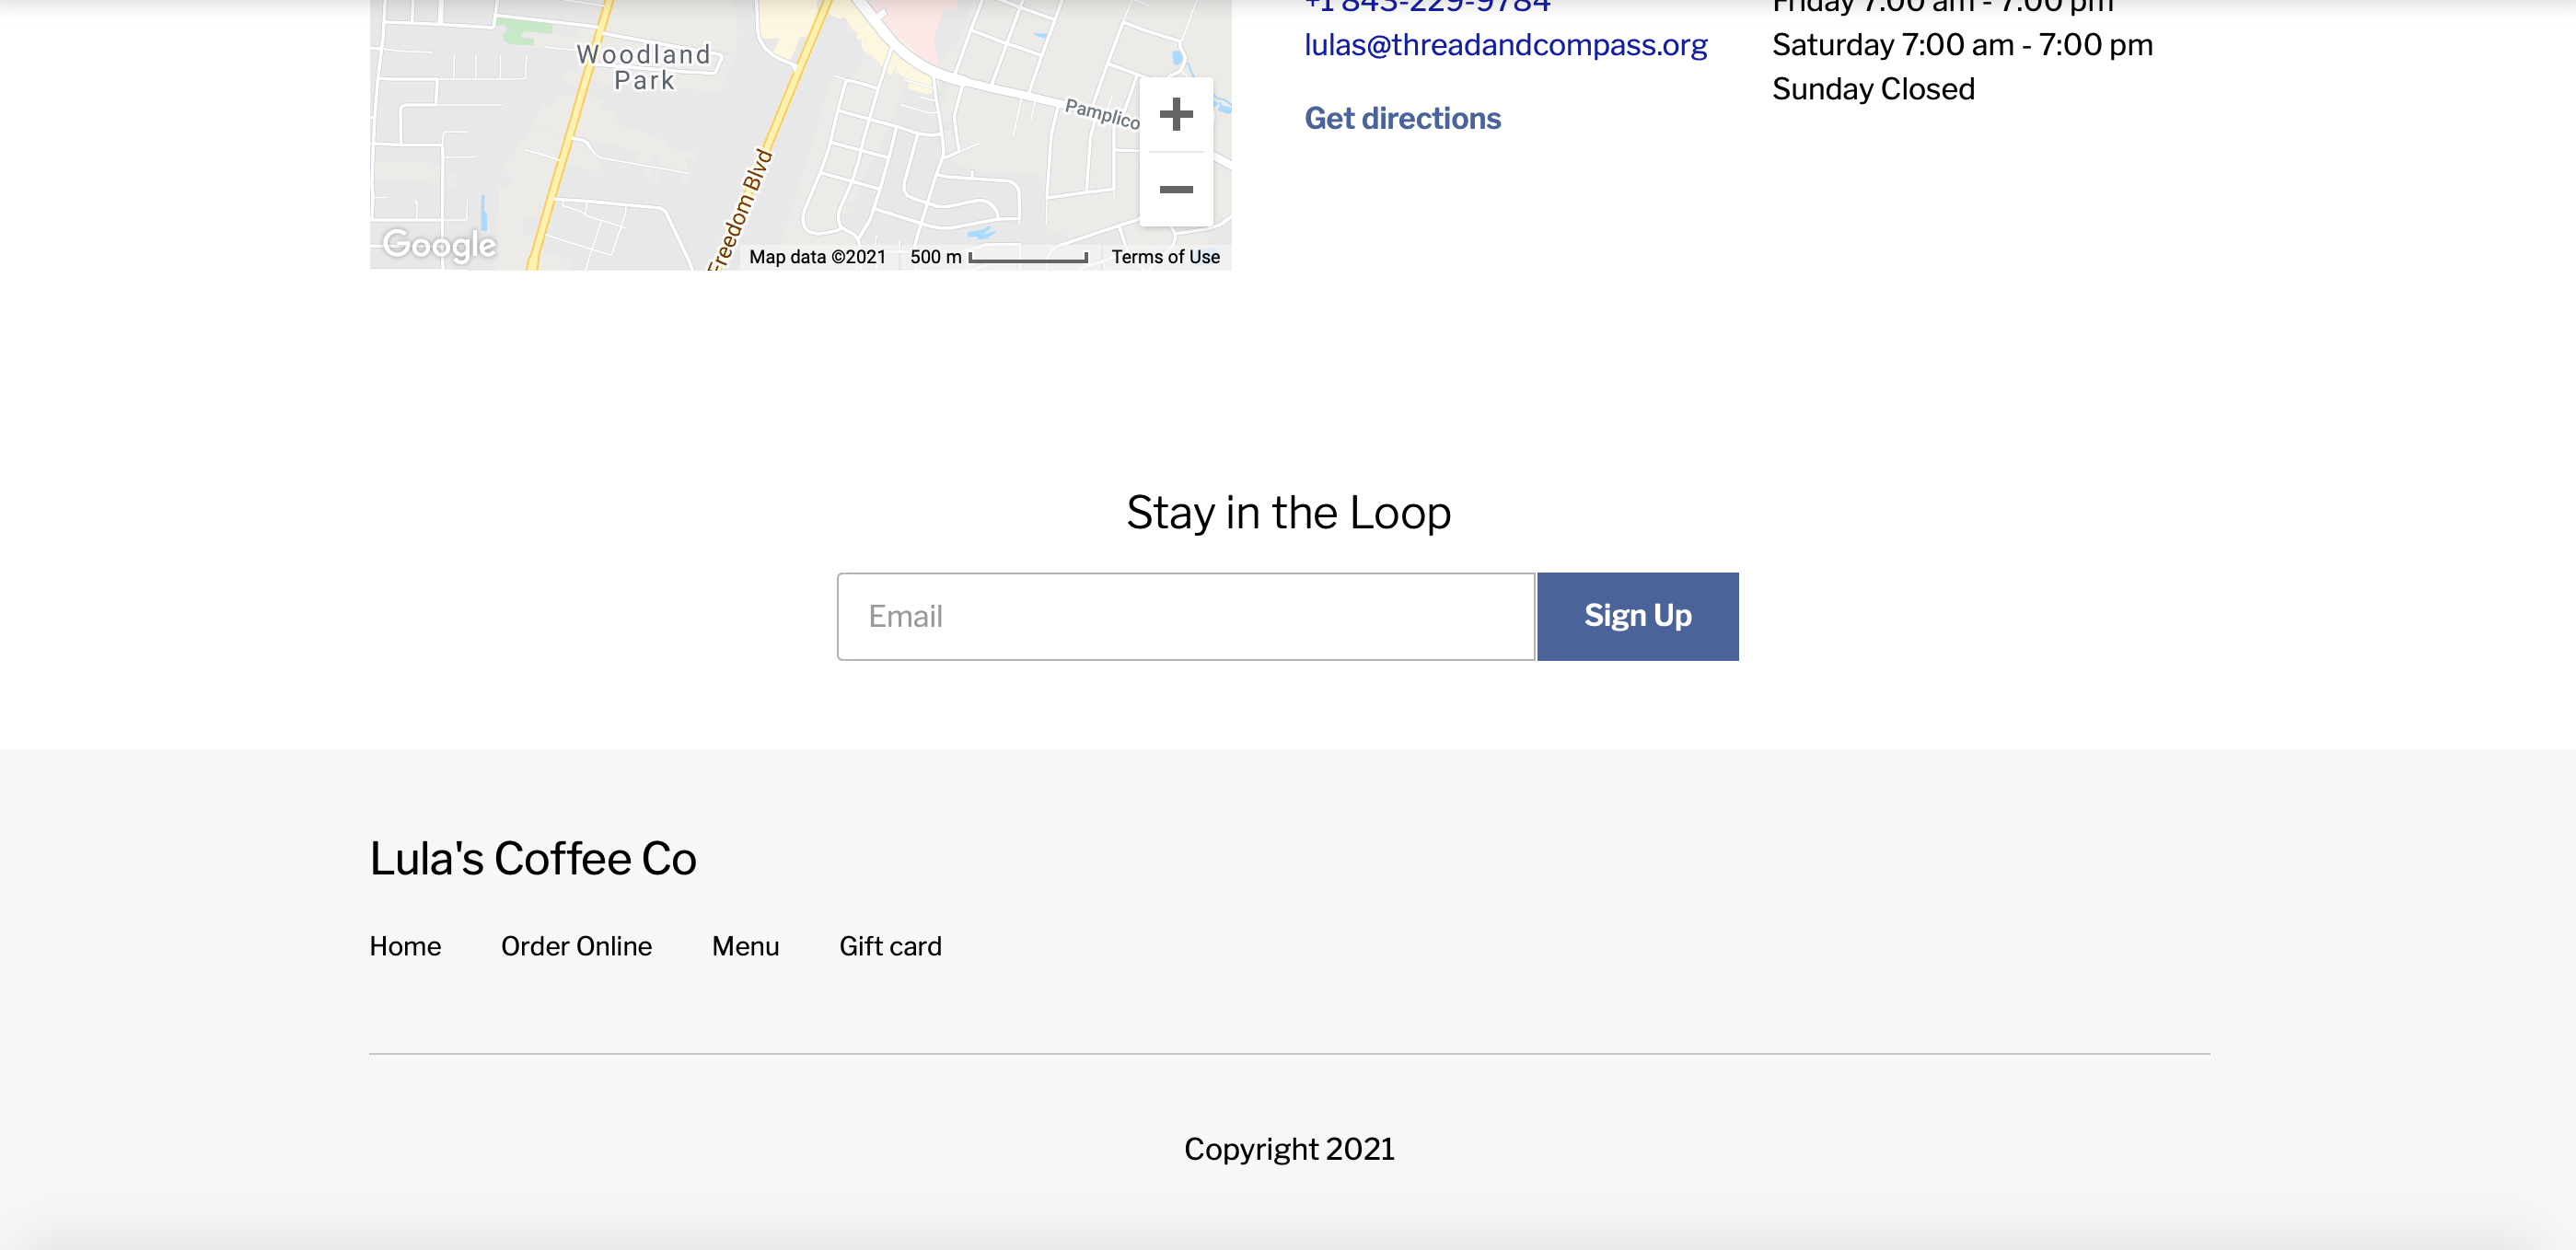 Woodland
Park
Pamplico
Freedom Blvd
Google
Map data ©2021
500 m
Terms of Use
+1 843-229-9784
lulas@threadandcompass.org
Get directions
Friday 7:00 am - 7:00 pm
Saturday 7:00 am - 7:00 pm
Sunday Closed
Stay in the Loop
Email
Sign Up
Lula's Coffee Co
Home
Order Online
Menu
Gift card
Copyright 2021